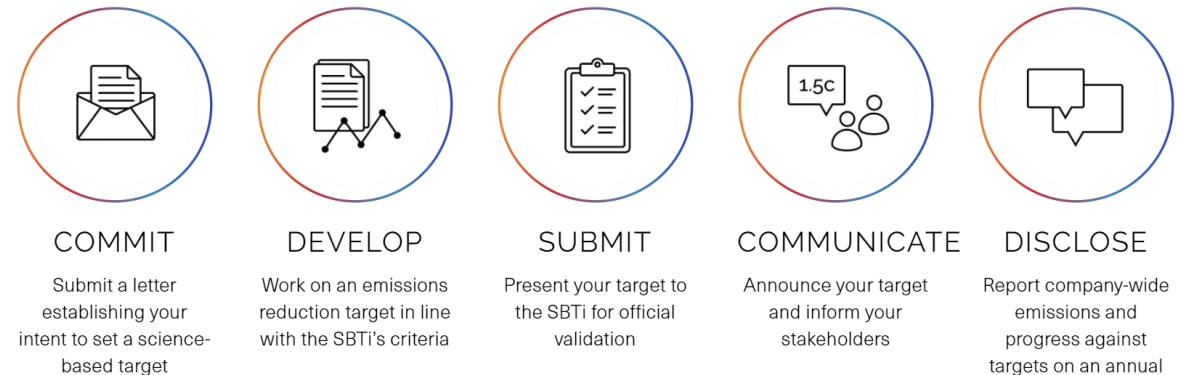 1.5c
COMMIT
Submit a letter
establishing your
intent to set a science-
based target
DEVELOP
Work on an emissions
reduction target in line
with the SBTi's criteria
SUBMIT
Present your target to
the SBTi for official
validation
COMMUNICATE
Announce your target
and inform your
stakeholders
DISCLOSE
Report company-wide
emissions and
progress against
targets on an annual